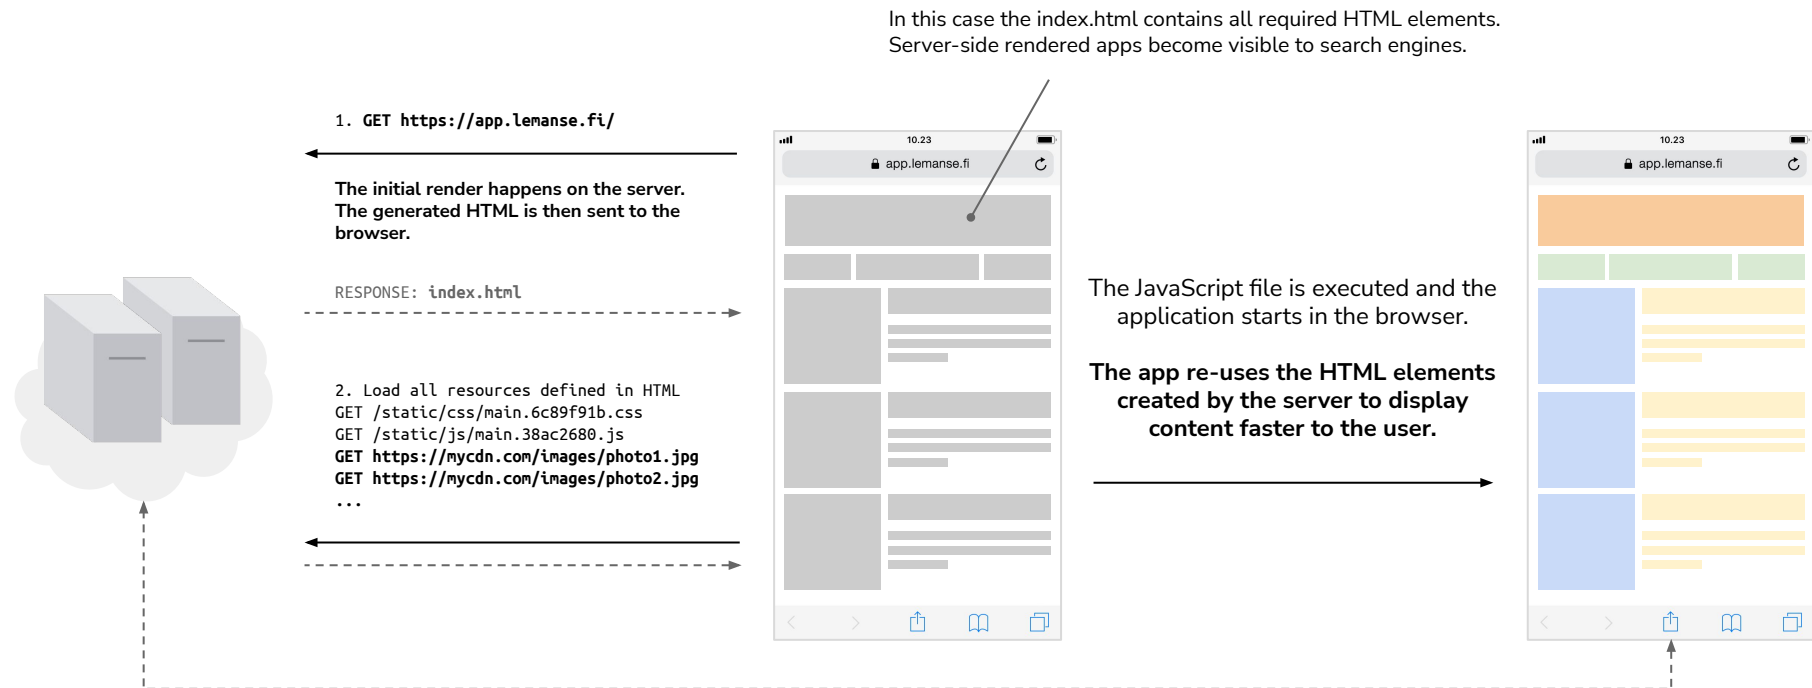 In this case the index.html contains all required HTML elements.
Server-side rendered apps become visible to search engines.
1. GET https://app.lemanse.fi/
The initial render happens on the server.
The generated HTML is then sent to the
browser.
RESPONSE: index.html
2. Load all resources defined in HTML
GET /static/css/main.6c89f91b.css
GET /static/js/main.38ac2680.js
GET https://mycdn.com/images/photo1.jpg
GET https://mycdn.com/images/photo2.jpg
...
10.23
app.lemanse.fi
The JavaScript file is executed and the
application starts in the browser.
The app re-uses the HTML elements
created by the server to display
content faster to the user.
10.23
app.lemanse.fi